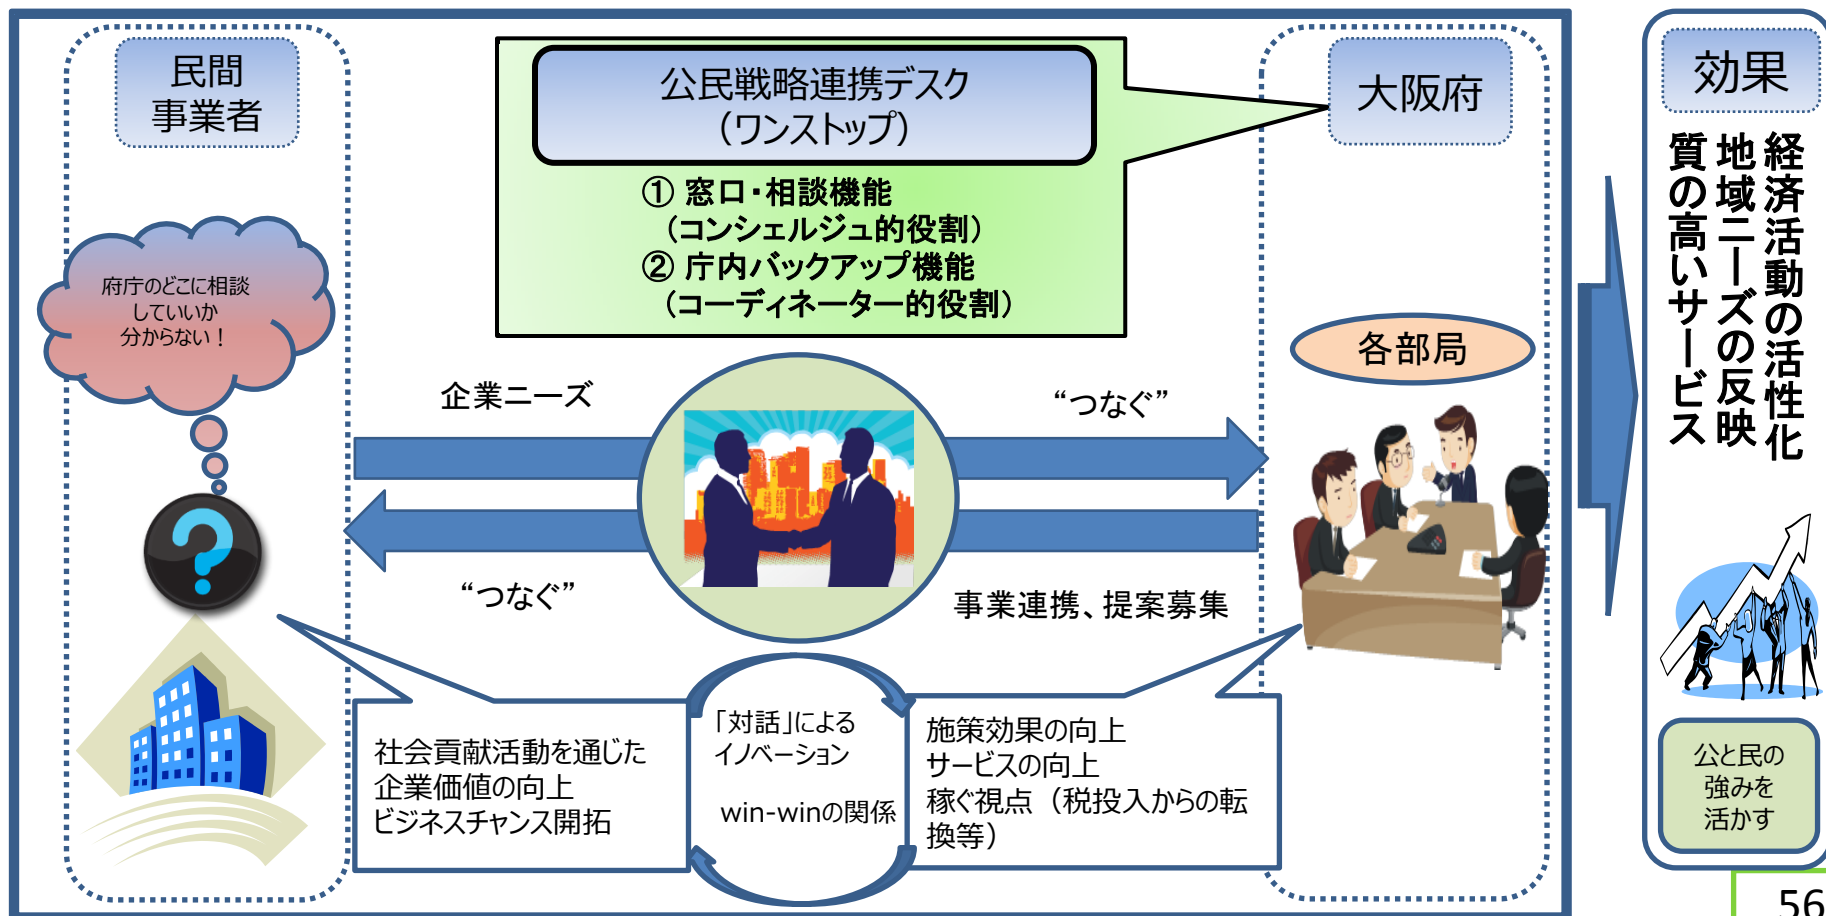 民間
事業者
公民戦略連携デスク
（ワンストップ）
① 窓口・相談機能
（コンシェルジュ的役割）
② 庁内バックアップ機能
（コーディネーター的役割）
大阪府
府庁のどこに相談
していいか
分からない！
各部局
企業ニーズ
“つなぐ”
“つなぐ”
事業連携、提案募集
社会貢献活動を通じた
企業価値の向上
ビジネスチャンス開拓
「対話」による
イノベーション
win-winの関係
施策効果の向上
サービスの向上
稼ぐ視点（税投入からの転
換等）
効果
経済活動の活性化
地域ニーズの反映
質の高いサービス
公と民の
強みを
活かす
56